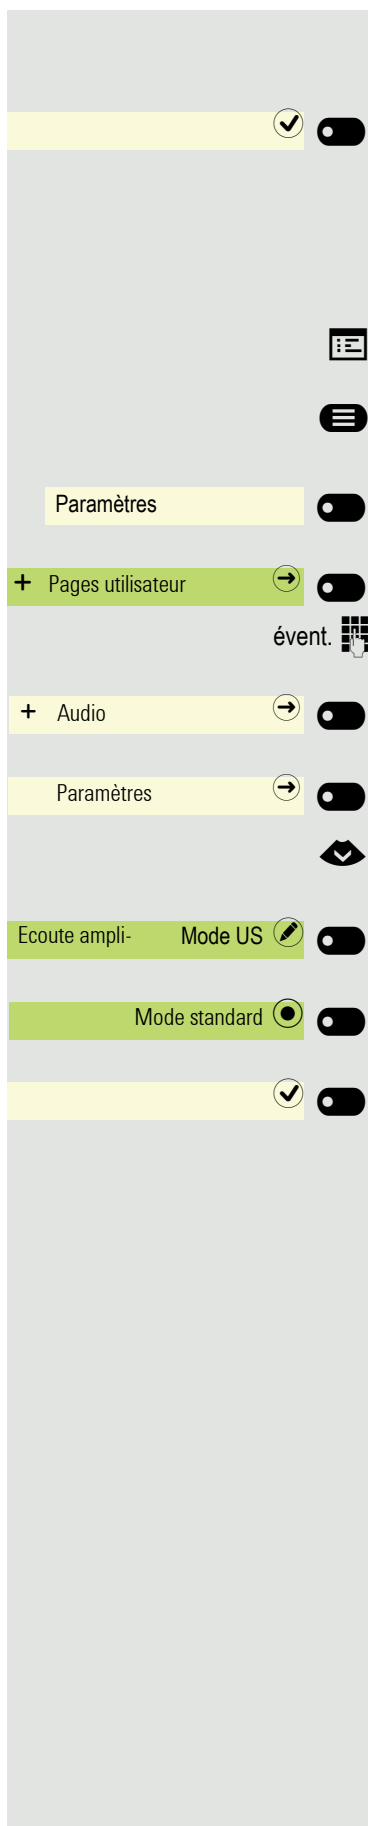 Paramètres
+ Pages utilisateur
évent.
+ Audio
Paramètres
Ecoute ampli- Mode US
Mode standard